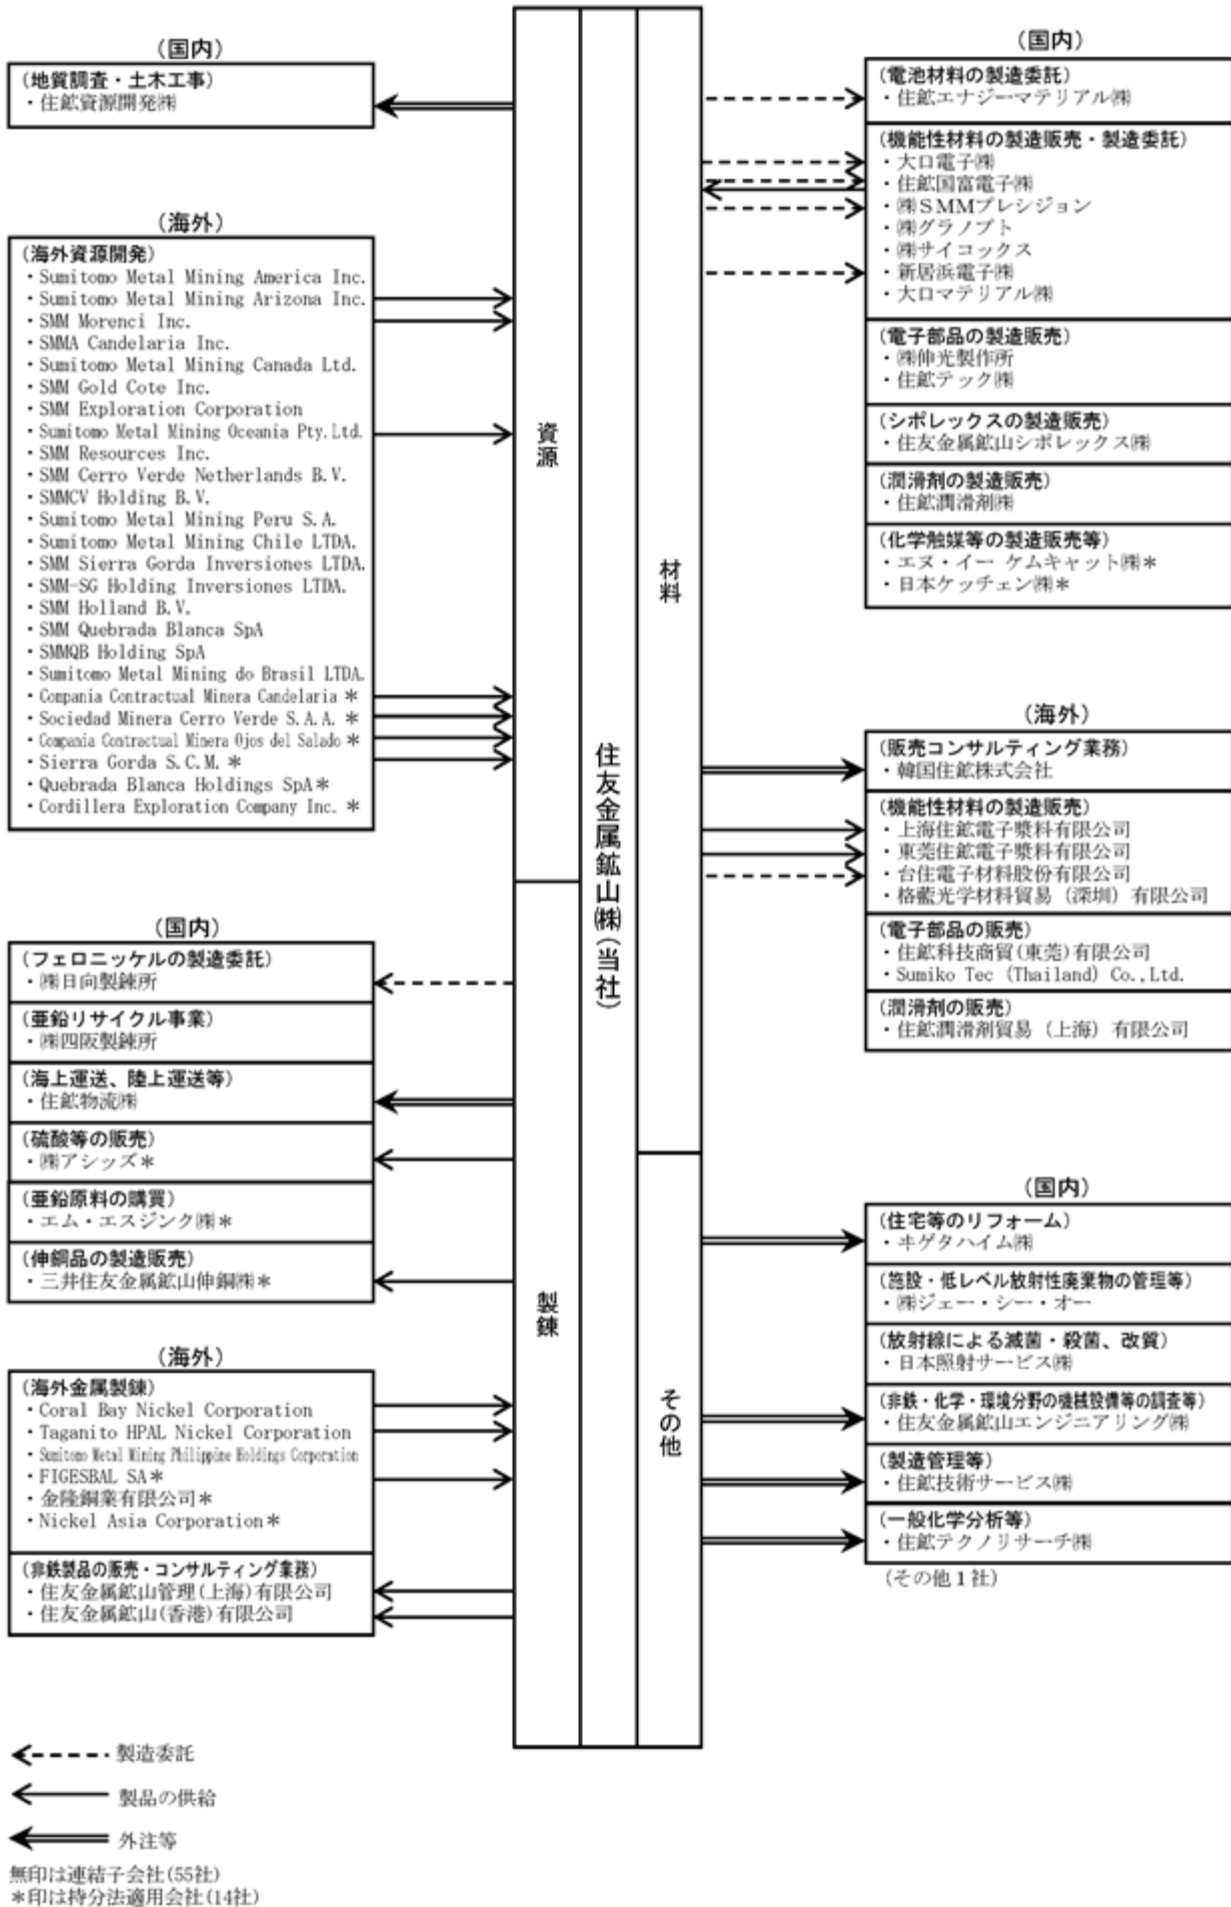 (国内)
(地質調査・土木工事)
・住鉱資源開発㈱
(海外)
(海外資源開発)
・Sumitomo Metal Mining America Inc.
・Sumitomo Metal Mining Arizona Inc.
・SMM Morenci Inc.
・SMMA Candelaria Inc.
・Sumitomo Metal Mining Canada Ltd.
・SMM Gold Cote Inc.
・SMM Exploration Corporation
・Sumitomo Metal Mining Oceania Pty.Ltd.
・SMM Resources Inc.
・SMM Cerro Verde Netherlands B.V.
・SMMCV Holding B.V.
・Sumitomo Metal Mining Peru S.A.
・Sumitomo Metal Mining Chile LTDA.
・SMM Sierra Gorda Inversiones LTDA.
・SMM-SG Holding Inversiones LTDA.
・SMM Holland B.V.
・SMM Quebrada Blanca SpA
・SMMQB Holding SpA
・Sumitomo Metal Mining do Brasil LTDA.
・Compania Contractual Minera Candelaria ＊
・Sociedad Minera Cerro Verde S.A.A. ＊
・Compania Contractual Minera Ojos del Salado ＊
・Sierra Gorda S.C.M. ＊
・Quebrada Blanca Holdings SpA＊
・Cordillera Exploration Company Inc. ＊
(国内)
(フェロニッケルの製造委託)
・㈱日向製錬所
(亜鉛リサイクル事業)
・㈱四阪製錬所
(海上運送、陸上運送等)
・住鉱物流㈱
(硫酸等の販売)
・㈱アシッズ＊
(亜鉛原料の購買)
・エム・エスジンク㈱＊
(伸銅品の製造販売)
・三井住友金属鉱山伸銅㈱＊
(海外)
(海外金属製錬)
・Coral Bay Nickel Corporation
・Taganito HPAL Nickel Corporation
・Sumitomo Metal Mining Philippine Holdings Corporation
・FIGESBAL SA＊
・金隆銅業有限公司＊
・Nickel Asia Corporation＊
(非鉄製品の販売・コンサルティング業務)
・住友金属鉱山管理(上海)有限公司
・住友金属鉱山(香港)有限公司
資源
製錬
住友金属鉱山㈱(当社)
材料
その他
(国内)
(電池材料の製造委託)
・住鉱エナジーマテリアル㈱
(機能性材料の製造販売・製造委託)
・大口電子㈱
・住鉱国富電子㈱
・㈱ＳＭＭプレシジョン
・㈱グラノプト
・㈱サイコックス
・新居浜電子㈱
・大口マテリアル㈱
(電子部品の製造販売)
・㈱伸光製作所
・住鉱テック㈱
(シポレックスの製造販売)
・住友金属鉱山シポレックス㈱
(潤滑剤の製造販売)
・住鉱潤滑剤㈱
(化学触媒等の製造販売等)
・エヌ・イー ケムキャット㈱＊
・日本ケッチェン㈱＊
(海外)
(販売コンサルティング業務)
・韓国住鉱株式会社
(機能性材料の製造販売)
・上海住鉱電子漿料有限公司
・東莞住鉱電子漿料有限公司
・台住電子材料股份有限公司
・格藍光学材料貿易（深圳）有限公司
(電子部品の販売)
・住鉱科技商貿(東莞)有限公司
・Sumiko Tec (Thailand) Co.,Ltd.
(潤滑剤の販売)
・住鉱潤滑剤貿易（上海）有限公司
(国内)
(住宅等のリフォーム)
・ヰゲタハイム㈱
(施設・低レベル放射性廃棄物の管理等)
・㈱ジェー・シー・オー
(放射線による滅菌・殺菌、改質)
・日本照射サービス㈱
(非鉄・化学・環境分野の機械設備等の調査等)
・住友金属鉱山エンジニアリング㈱
(製造管理等)
・住鉱技術サービス㈱
(一般化学分析等)
・住鉱テクノリサーチ㈱
(その他１社)
製造委託
製品の供給
外注等
無印は連結子会社(55社)
＊印は持分法適用会社(14社)